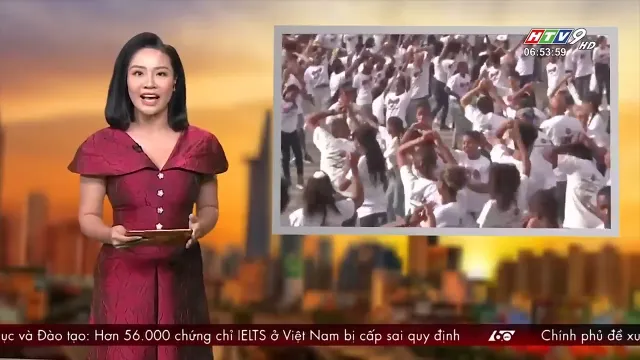 HTV9 HD
06:53:59
ục và Đào tạo: Hơn 56.000 chứng chỉ IELTS ở Việt Nam bị cấp sai quy định
Chính phủ đề xu